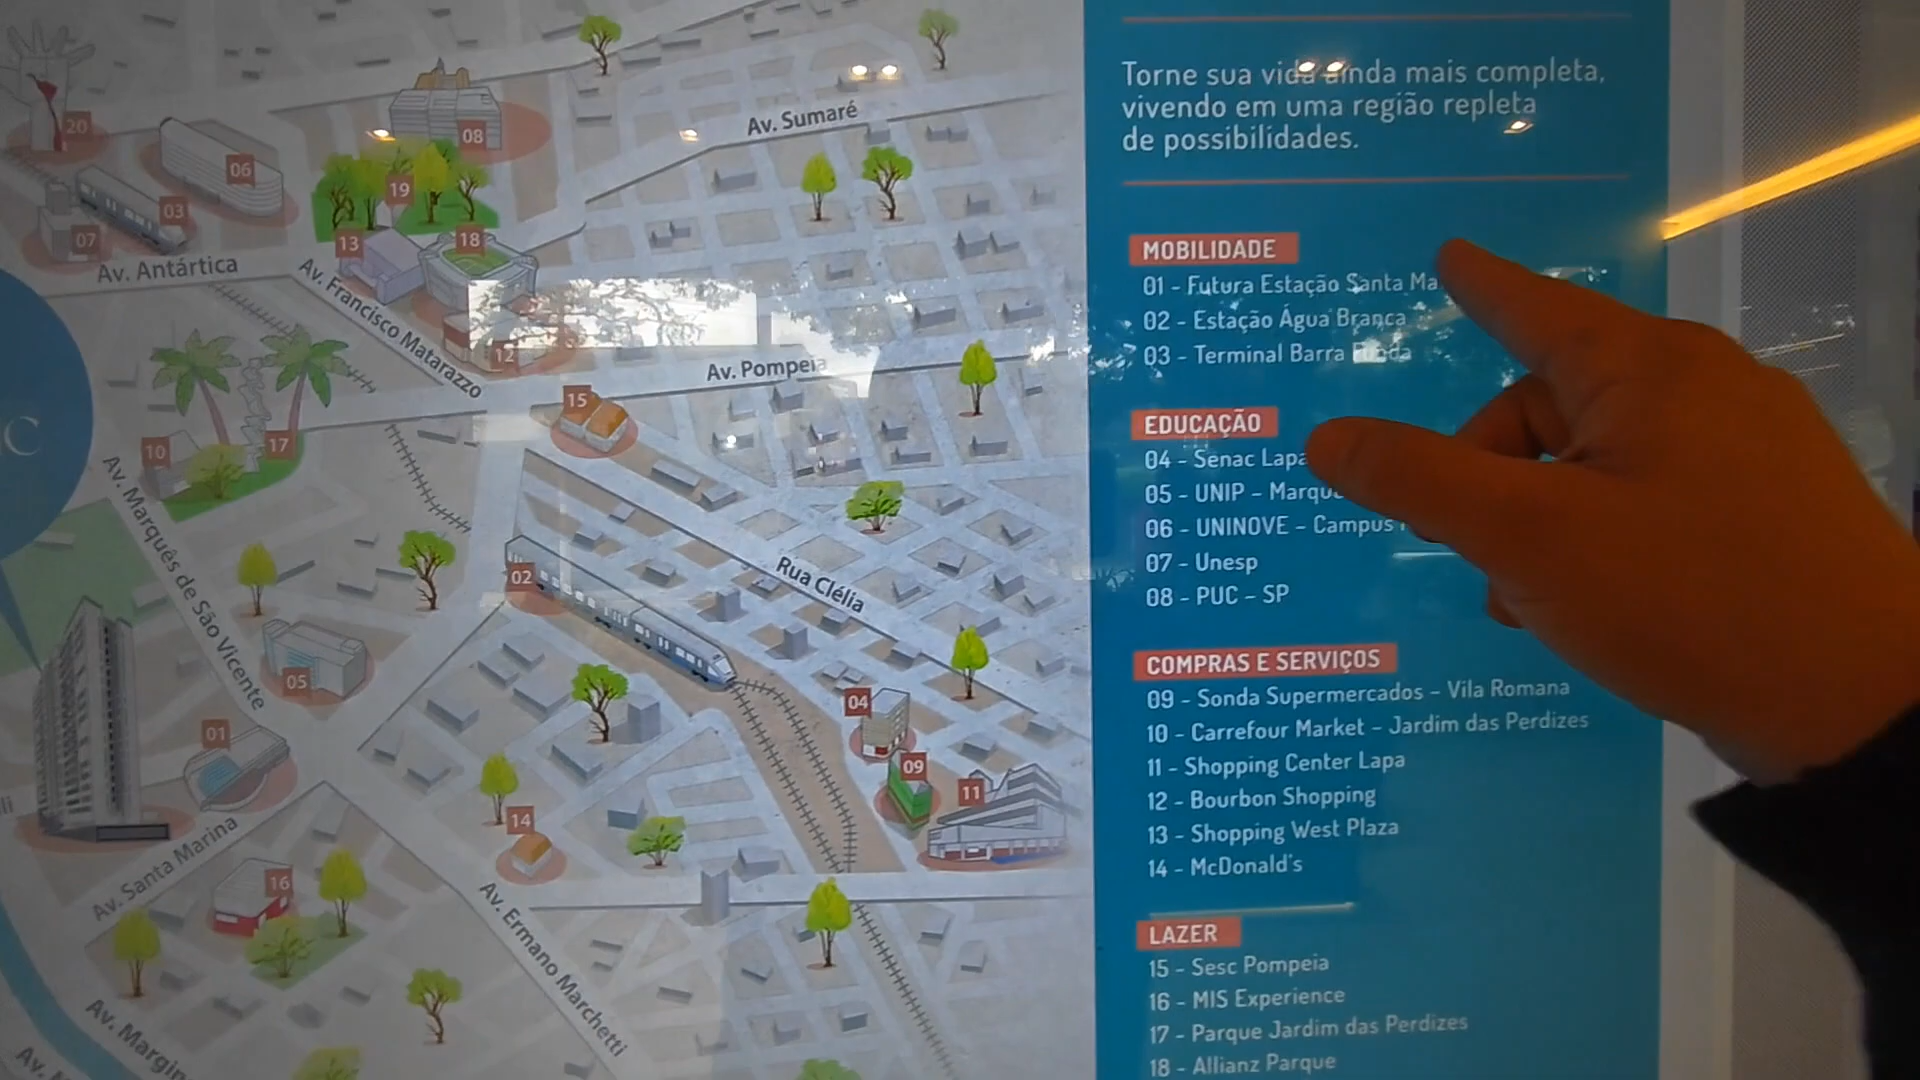 20
08
06
19
03
13
18
07
Av. Sumaré
Av. Antártica
Av. Francisco Matarazzo
12
Av. Pompeia
15
10
17
Av. Marquês de São Vicente
C
02
Rua Clélia
05
04
01
09
11
14
Av. Santa Marina
16
Av. Ermano Marchetti
Av.
Av.
Torne sua vida ainda mais completa,
vivendo em uma região repleta
de possibilidades.
MOBILIDADE
01 - Futura Estação Santa
02 - Estação Água Branca
03 - Terminal Barra Funda
EDUCAÇÃO
04 - Senac Lapa
05 - UNIP -
06 - UNINOVE - Campus
07 - Unesp
08 - PUC - SP
COMPRAS E SERVIÇOS
09 - Sonda Supermercados - Vila Romana
10 - Carrefour Market - Jardim das Perdizes
11 - Shopping Center Lapa
12 - Bourbon Shopping
13 - Shopping West Plaza
14 - McDonald's
LAZER
15 - Sesc Pompeia
16 - MIS Experience
17 - Parque Jardim das Perdizes
18 - Allianz Parque